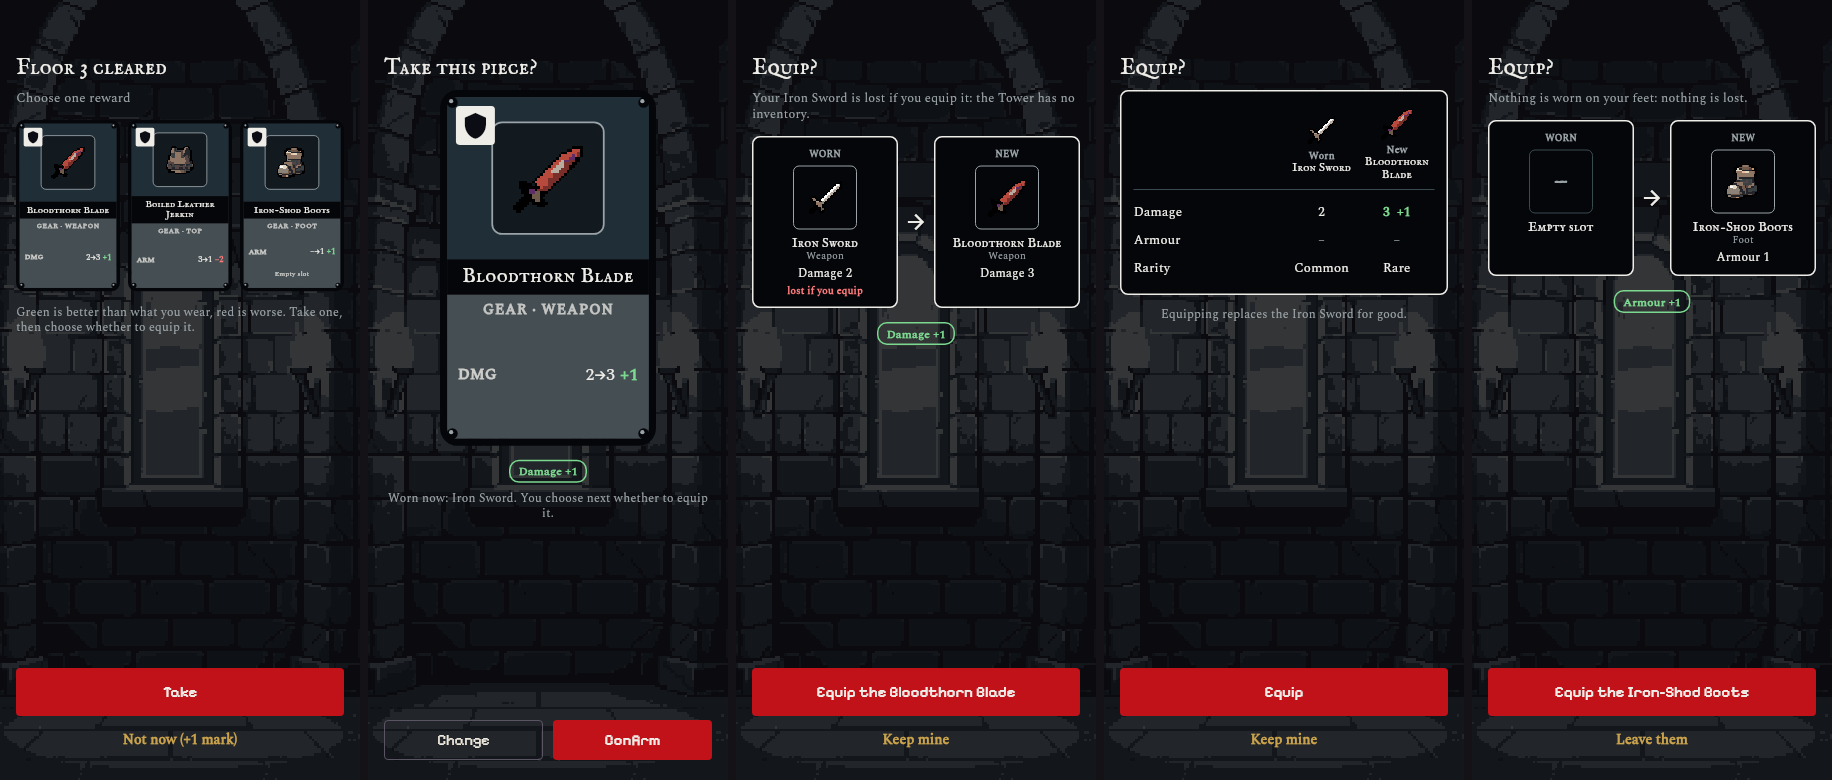 Floor 3 cleared
Choose one reward
Bloodthorn Blade
GEAR · WEAPON
DMG 2→3 +1
Boiled Leather
Jerkin
GEAR · TOP
ARM 3→1 −2
Iron-Shod Boots
GEAR · FOOT
ARM –→1 +1
Empty slot
Green is better than what you wear, red is worse. Take one,
then choose whether to equip it.
Take
Not now (+1 mark)
Take this piece?
Bloodthorn Blade
GEAR · WEAPON
DMG 2→3 +1
Damage +1
Worn now: Iron Sword. You choose next whether to equip
it.
Change
Confirm
Equip?
Your Iron Sword is lost if you equip it: the Tower has no
inventory.
WORN
Iron Sword
Weapon
Damage 2
lost if you equip
→
NEW
Bloodthorn Blade
Weapon
Damage 3
Damage +1
Equip the Bloodthorn Blade
Keep mine
Equip?
Worn
Iron Sword
New
Bloodthorn
Blade
Damage 2 3 +1
Armour – –
Rarity Common Rare
Equipping replaces the Iron Sword for good.
Equip
Keep mine
Equip?
Nothing is worn on your feet: nothing is lost.
WORN
–
Empty slot
→
NEW
Iron-Shod Boots
Foot
Armour 1
Armour +1
Equip the Iron-Shod Boots
Leave them